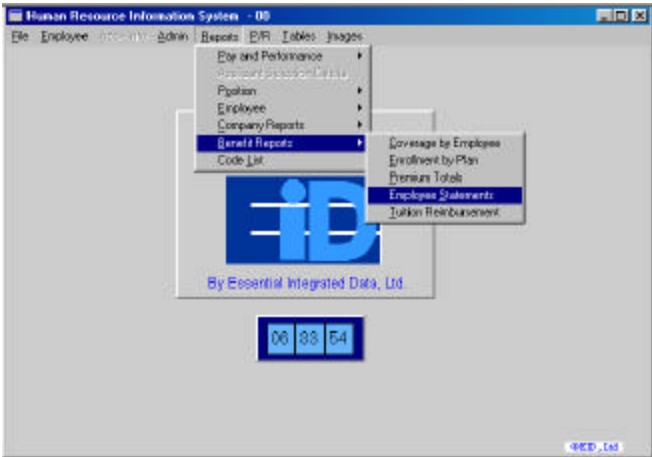 Human Resource Information System - 00
File Employee Admin Reports P/R Tables Images
Pay and Performance
Position
Employee
Company Reports
Benefit Reports
Code List
Coverage by Employee
Enrollment by Plan
Premium Totals
Employee Statements
Tuition Reimbursement
iD
By Essential Integrated Data, Ltd.
06 33 54
©EID, Ltd